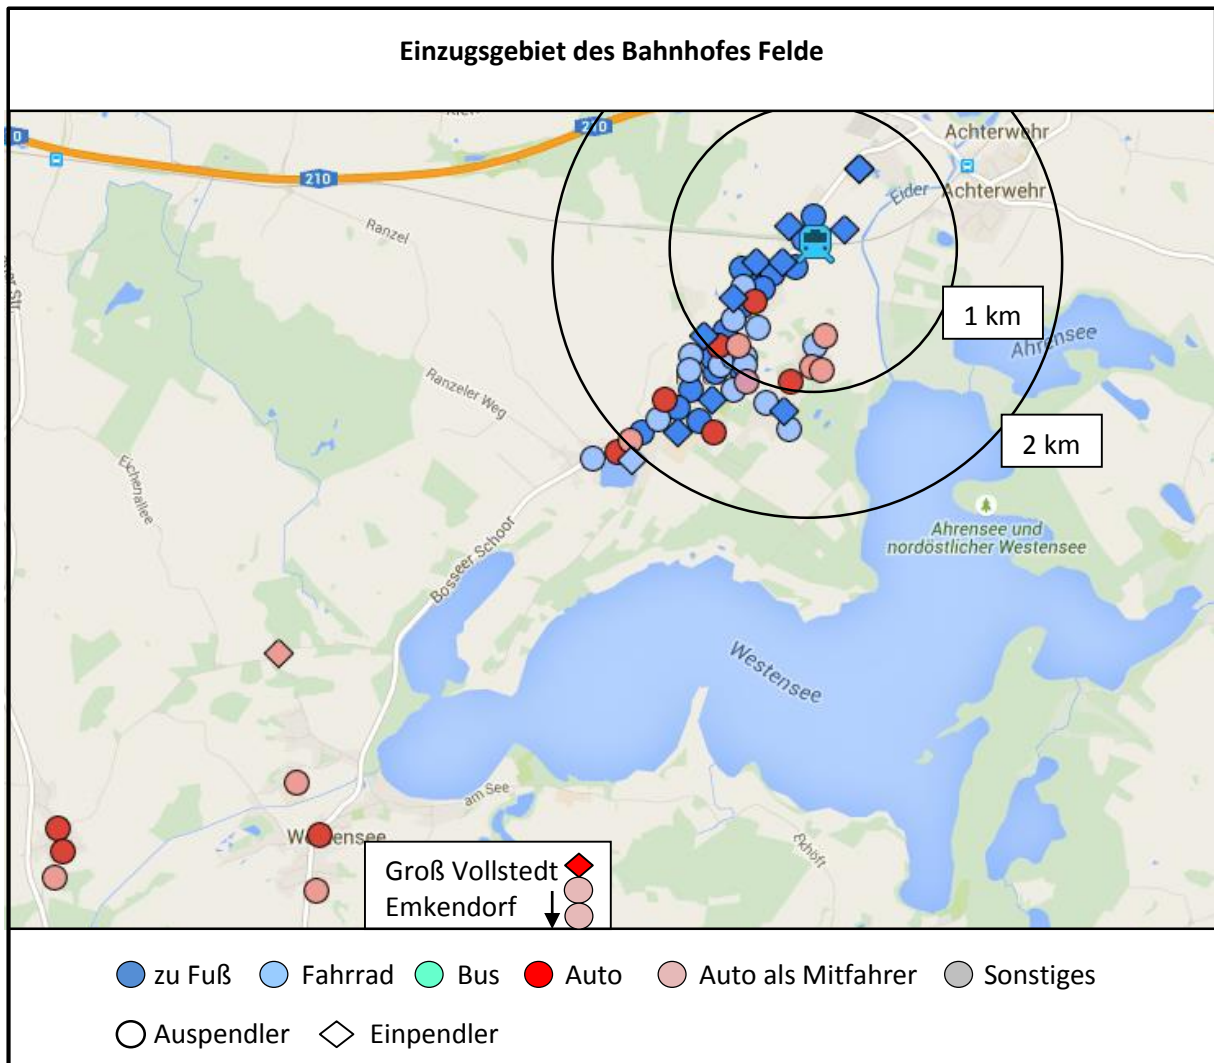 Einzugsgebiet des Bahnhofes Felde
210
Achterwehr
210
Achterwehr
Eider
Ranzel
1 km
Ahrensee
Ranzeler Weg
2 km
Eichenallee
Ahrensee und
nordöstlicher Westensee
Bosseer Schoor
Westensee
am See
Ekhöft
Groß Vollstedt
Emkendorf
zu Fuß Fahrrad Bus Auto Auto als Mitfahrer Sonstiges
Auspendler Einpendler